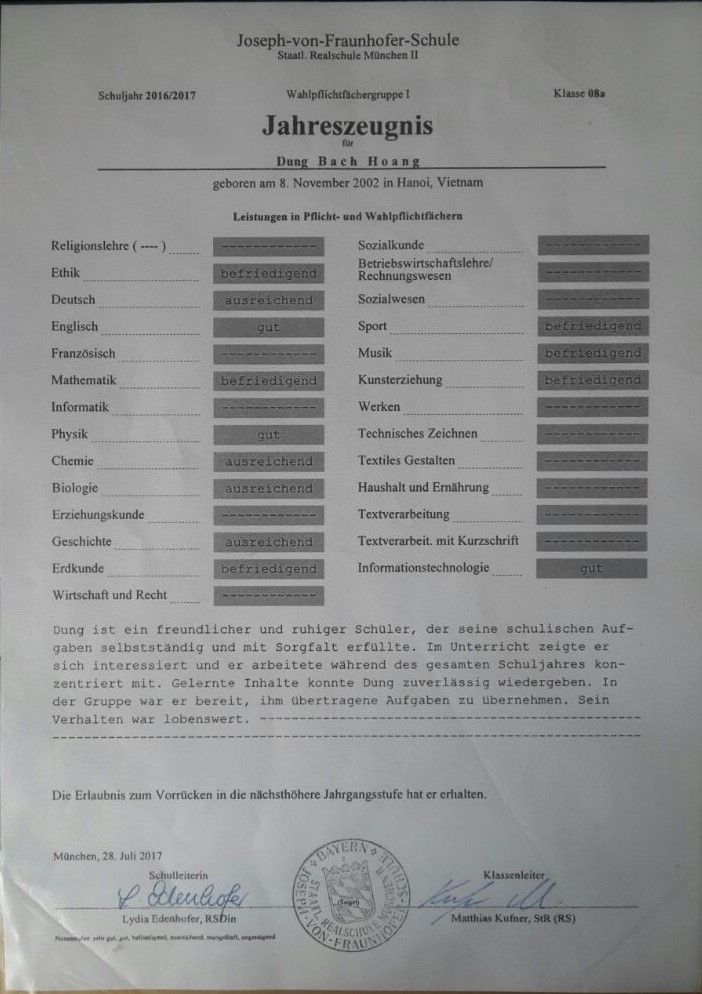 Joseph-von-Fraunhofer-Schule
Staatl. Realschule München II
Schuljahr 2016/2017 Wahlpflichtfächergruppe I Klasse 08a
Jahreszeugnis
für
Dung Bach Hoang
geboren am 8. November 2002 in Hanoi, Vietnam
Leistungen in Pflicht- und Wahlpflichtfächern
Religionslehre ( ---- ) ------------
Ethik befriedigend
Deutsch ausreichend
Englisch gut
Französisch ------------
Mathematik befriedigend
Informatik ------------
Physik gut
Chemie ausreichend
Biologie ausreichend
Erziehungskunde ------------
Geschichte ausreichend
Erdkunde befriedigend
Wirtschaft und Recht ------------
Sozialkunde ------------
Betriebswirtschaftslehre/
Rechnungswesen ------------
Sozialwesen ------------
Sport befriedigend
Musik befriedigend
Kunsterziehung befriedigend
Werken ------------
Technisches Zeichnen ------------
Textiles Gestalten ------------
Haushalt und Ernährung ------------
Textverarbeitung ------------
Textverarbeit. mit Kurzschrift ------------
Informationstechnologie gut
Dung ist ein freundlicher und ruhiger Schüler, der seine schulischen Auf-
gaben selbstständig und mit Sorgfalt erfüllte. Im Unterricht zeigte er
sich interessiert und er arbeitete während des gesamten Schuljahres kon-
zentriert mit. Gelernte Inhalte konnte Dung zuverlässig wiedergeben. In
der Gruppe war er bereit, ihm übertragene Aufgaben zu übernehmen. Sein
Verhalten war lobenswert.
Die Erlaubnis zum Vorrücken in die nächsthöhere Jahrgangsstufe hat er erhalten.
München, 28. Juli 2017
Schulleiterin
L. Edenhofer
Lydia Edenhofer, RSDin
BAYERN
STAATL. REALSCHULE MÜNCHEN II
JOSEPH-VON-FRAUNHOFER-SCHULE
(Siegel)
Klassenleiter
Matthias Kufner, StR (RS)
Notenstufen: sehr gut, gut, befriedigend, ausreichend, mangelhaft, ungenügend